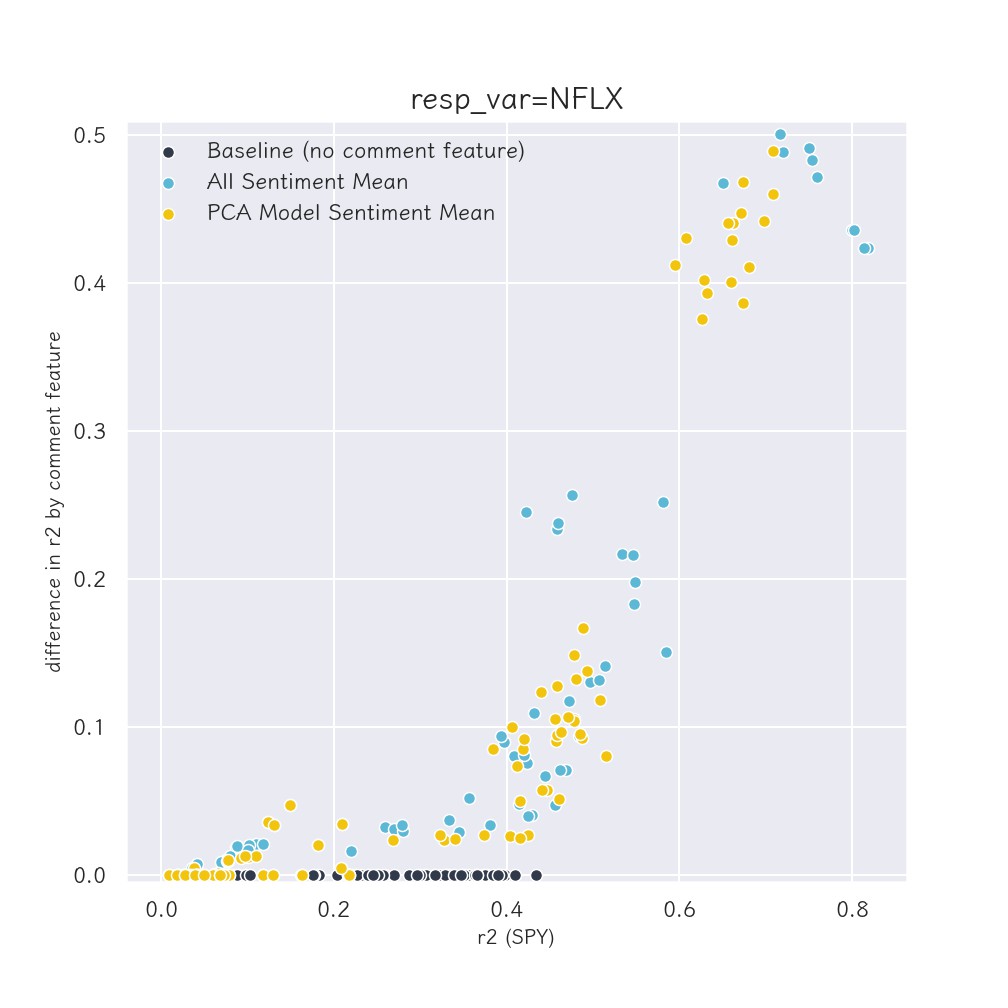 resp_var=NFLX
Baseline (no comment feature)
All Sentiment Mean
PCA Model Sentiment Mean
difference in r2 by comment feature
0.5
0.4
0.3
0.2
0.1
0.0
0.0 0.2 0.4 0.6 0.8
r2 (SPY)